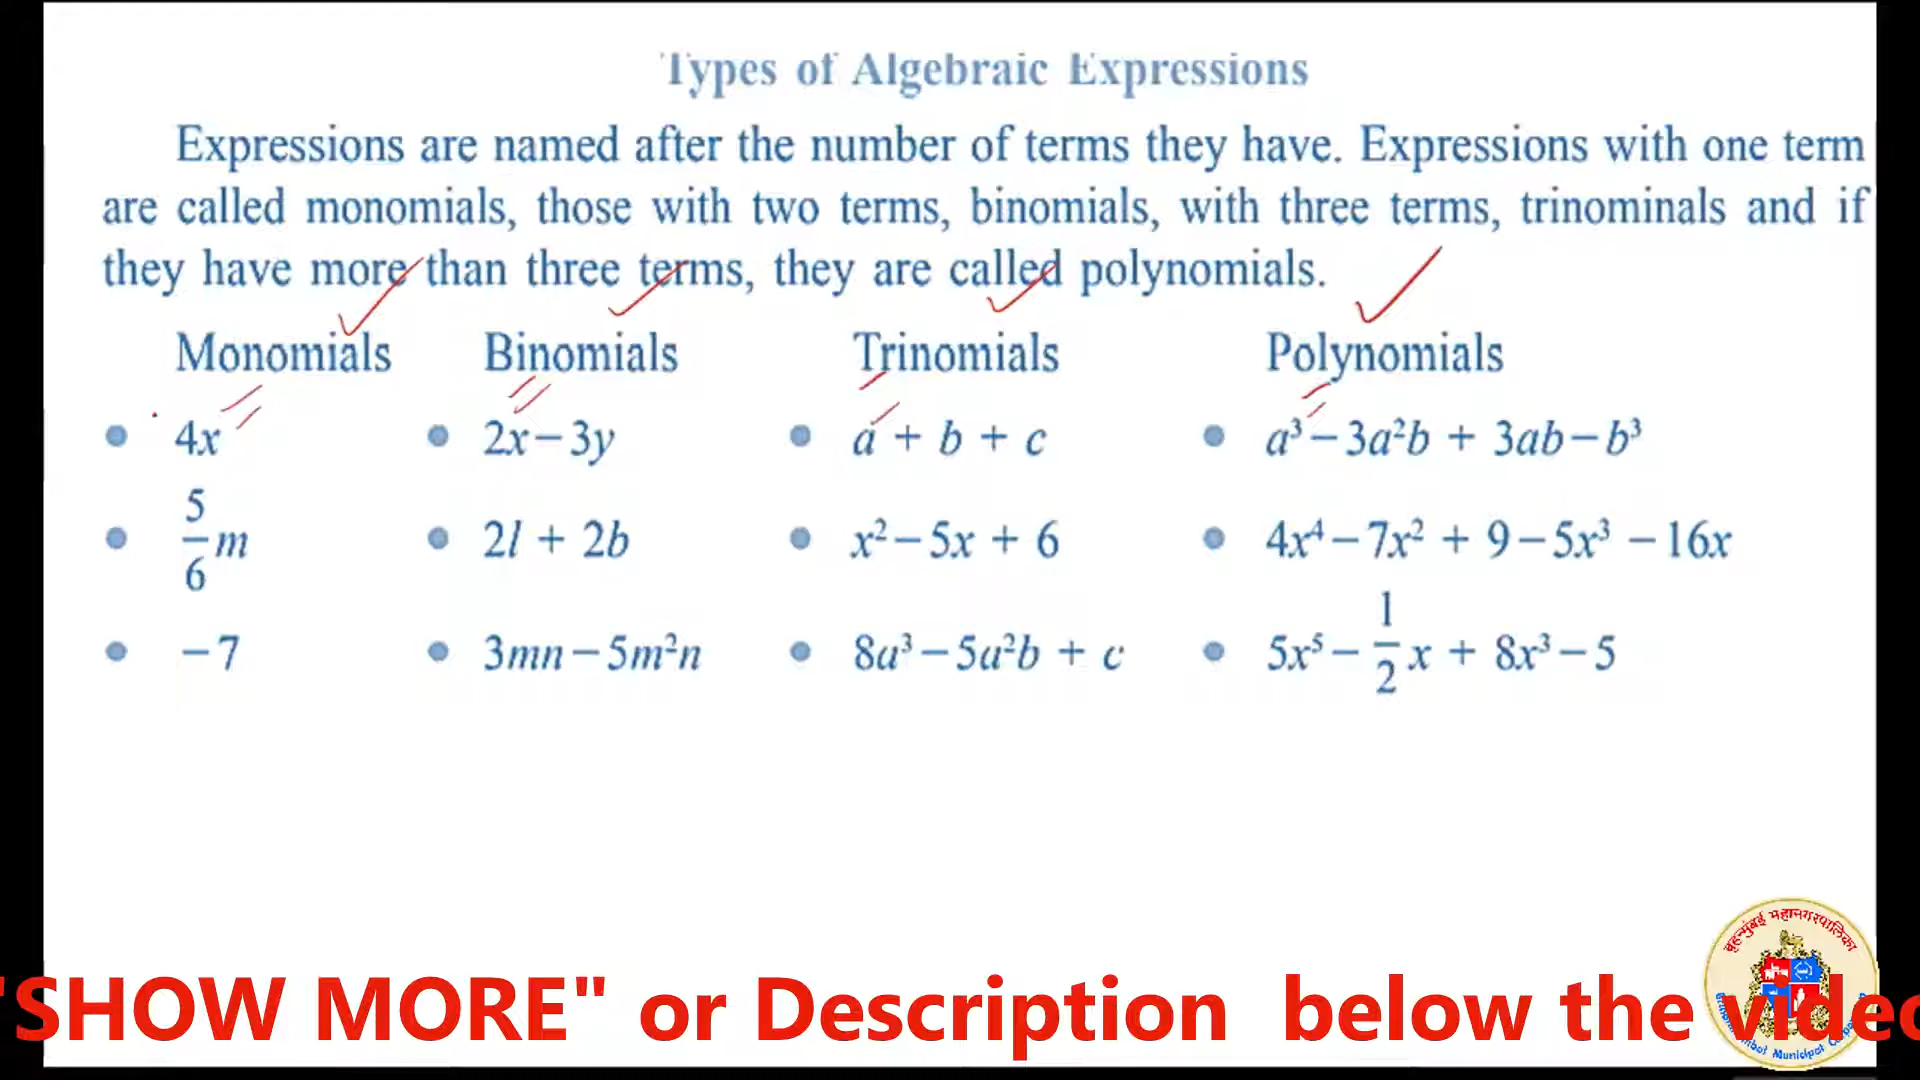 Types of Algebraic Expressions
Expressions are named after the number of terms they have. Expressions with one term
are called monomials, those with two terms, binomials, with three terms, trinominals and if
they have more than three terms, they are called polynomials.
Monomials Binomials Trinomials Polynomials
• 4x • 2x−3y • a + b + c • a³−3a²b + 3ab−b³
• 5/6 m • 2l + 2b • x²−5x + 6 • 4x⁴−7x² + 9−5x³ −16x
• −7 • 3mn−5m²n • 8a³−5a²b + c • 5x⁵− 1/2 x + 8x³−5
बृहन्मुंबई महानगरपालिका
"SHOW MORE" or Description below the video
Municipal